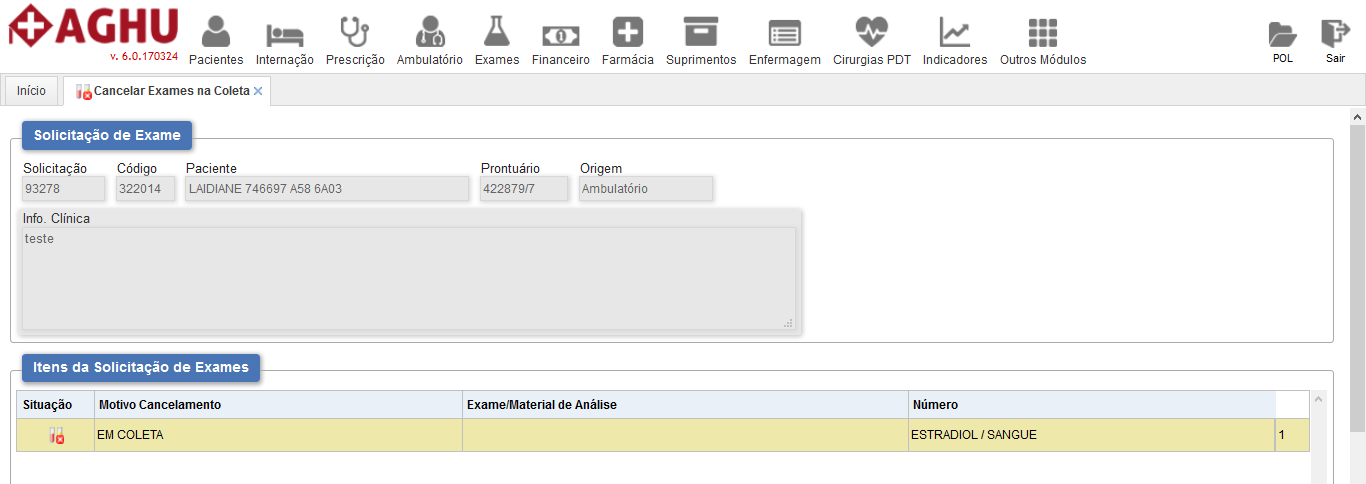 AGHU
v. 6.0.170324
Pacientes Internação Prescrição Ambulatório Exames Financeiro Farmácia Suprimentos Enfermagem Cirurgias PDT Indicadores Outros Módulos POL Sair
Início Cancelar Exames na Coleta
Solicitação de Exame
Solicitação Código Paciente Prontuário Origem
93278 322014 LAIDIANE 746697 A58 6A03 422879/7 Ambulatório
Info. Clínica
teste
Itens da Solicitação de Exames
Situação Motivo Cancelamento Exame/Material de Análise Número
EM COLETA ESTRADIOL / SANGUE 1